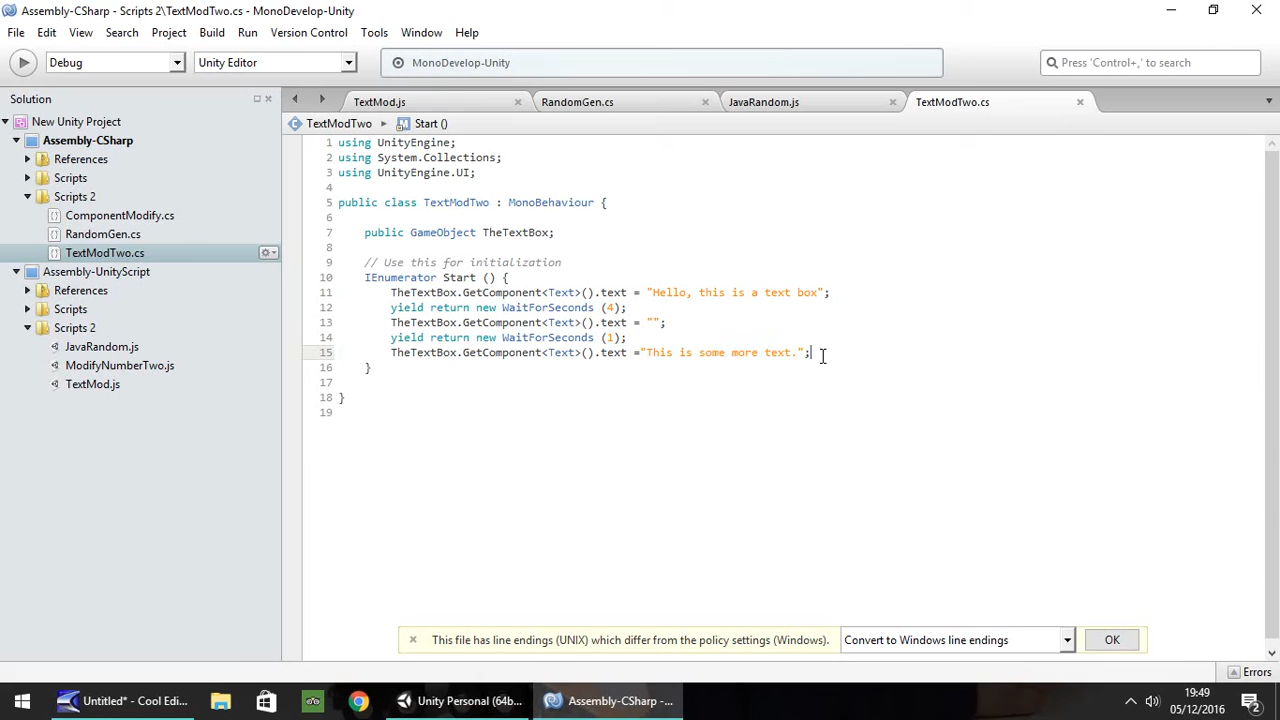 Assembly-CSharp - Scripts 2\TextModTwo.cs - MonoDevelop-Unity
File Edit View Search Project Build Run Version Control Tools Window Help
Debug Unity Editor MonoDevelop-Unity Press 'Control+,' to search
Solution
TextMod.js RandomGen.cs JavaRandom.js TextModTwo.cs
New Unity Project
Assembly-CSharp
References
Scripts
Scripts 2
ComponentModify.cs
RandomGen.cs
TextModTwo.cs
Assembly-UnityScript
References
Scripts
Scripts 2
JavaRandom.js
ModifyNumberTwo.js
TextMod.js
TextModTwo Start ()
1 using UnityEngine;
2 using System.Collections;
3 using UnityEngine.UI;
4
5 public class TextModTwo : MonoBehaviour {
6
7 public GameObject TheTextBox;
8
9 // Use this for initialization
10 IEnumerator Start () {
11 TheTextBox.GetComponent<Text>().text = "Hello, this is a text box";
12 yield return new WaitForSeconds (4);
13 TheTextBox.GetComponent<Text>().text = "";
14 yield return new WaitForSeconds (1);
15 TheTextBox.GetComponent<Text>().text ="This is some more text.";
16 }
17
18 }
19
This file has line endings (UNIX) which differ from the policy settings (Windows). Convert to Windows line endings OK
Errors
Untitled* - Cool Edi... Unity Personal (64b... Assembly-CSharp -... 19:49
05/12/2016 2